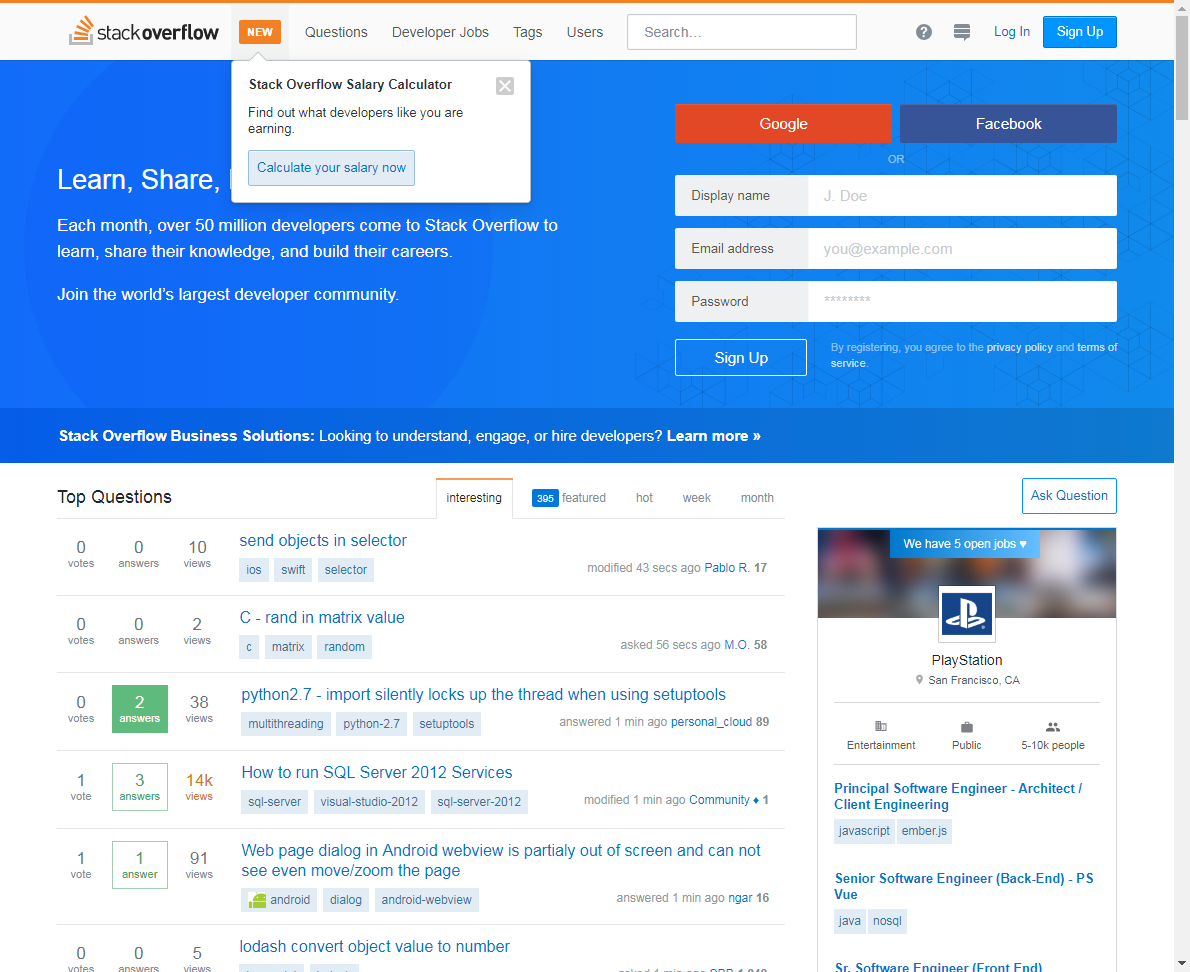 stackoverflow
NEW
Questions
Developer Jobs
Tags
Users
Search...
?
Log In
Sign Up
Stack Overflow Salary Calculator
Find out what developers like you are
earning.
Calculate your salary now
Learn, Share,
Each month, over 50 million developers come to Stack Overflow to
learn, share their knowledge, and build their careers.
Join the world’s largest developer community.
Google
Facebook
OR
Display name
J. Doe
Email address
you@example.com
Password
********
Sign Up
By registering, you agree to the privacy policy and terms of
service.
Stack Overflow Business Solutions: Looking to understand, engage, or hire developers? Learn more »
Top Questions
interesting
395 featured
hot
week
month
Ask Question
0 votes
0 answers
10 views
send objects in selector
ios swift selector
modified 43 secs ago Pablo R. 17
0 votes
0 answers
2 views
C - rand in matrix value
c matrix random
asked 56 secs ago M.O. 58
0 votes
2 answers
38 views
python2.7 - import silently locks up the thread when using setuptools
multithreading python-2.7 setuptools
answered 1 min ago personal_cloud 89
1 vote
3 answers
14k views
How to run SQL Server 2012 Services
sql-server visual-studio-2012 sql-server-2012
modified 1 min ago Community ♦ 1
1 vote
1 answer
91 views
Web page dialog in Android webview is partialy out of screen and can not
see even move/zoom the page
android dialog android-webview
answered 1 min ago ngar 16
0 votes
0 answers
5 views
lodash convert object value to number
We have 5 open jobs ♥
PlayStation
San Francisco, CA
Entertainment
Public
5-10k people
Principal Software Engineer - Architect /
Client Engineering
javascript ember.js
Senior Software Engineer (Back-End) - PS
Vue
java nosql
Sr. Software Engineer (Front End)